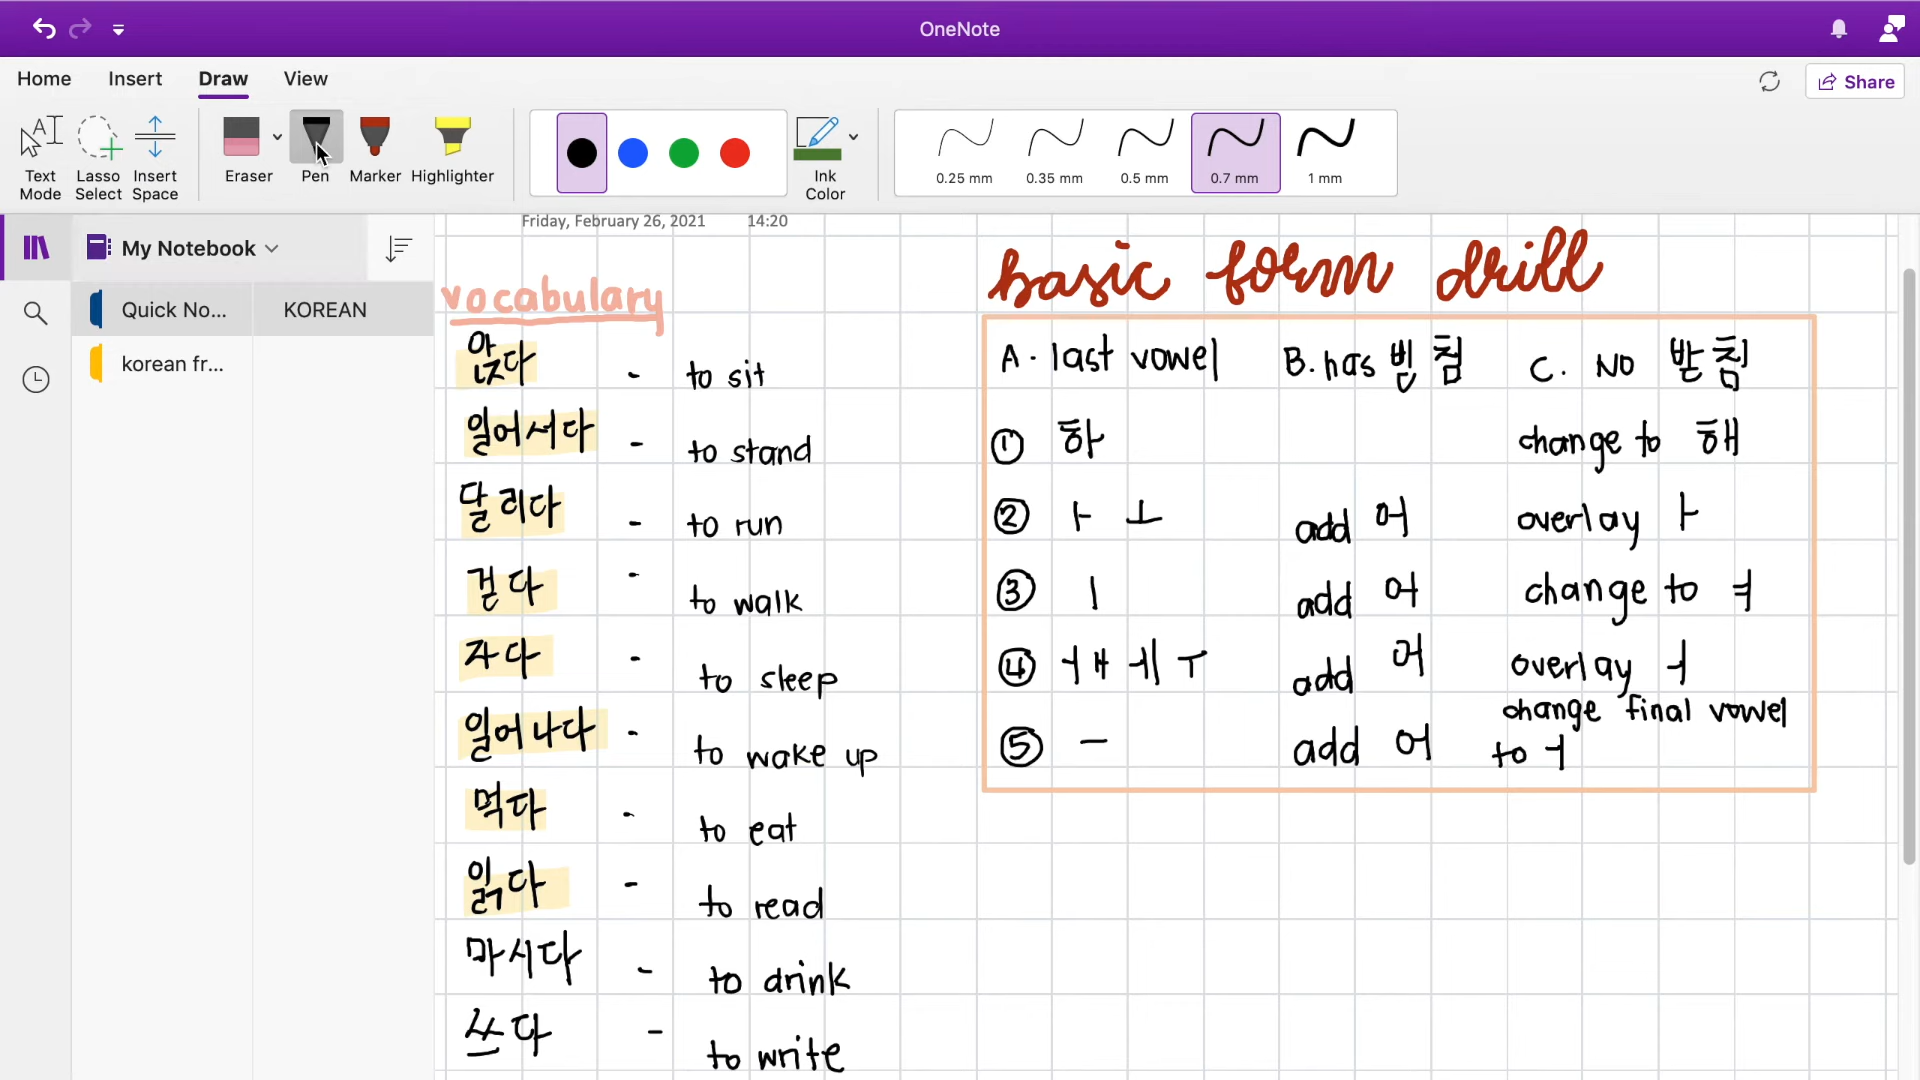 OneNote
Home Insert Draw View
Share
Text Mode
Lasso Select
Insert Space
Eraser
Pen
Marker
Highlighter
Ink Color
0.25 mm
0.35 mm
0.5 mm
0.7 mm
1 mm
My Notebook
Quick No...
korean fr...
KOREAN
Friday, February 26, 2021 14:20
vocabulary
앉다 - to sit
일어서다 - to stand
달리다 - to run
걷다 - to walk
자다 - to sleep
일어나다 - to wake up
먹다 - to eat
읽다 - to read
마시다 - to drink
쓰다 - to write
basic form drill
A. last vowel B. has 빋침 C. No 받침
① 하 change to 해
② ㅏ ㅗ add 어 overlay ㅏ
③ ㅣ add 어 change to ㅕ
④ ㅓ ㅐ ㅔ ㅜ add 어 overlay ㅓ
⑤ ㅡ add 어 change final vowel to ㅓ